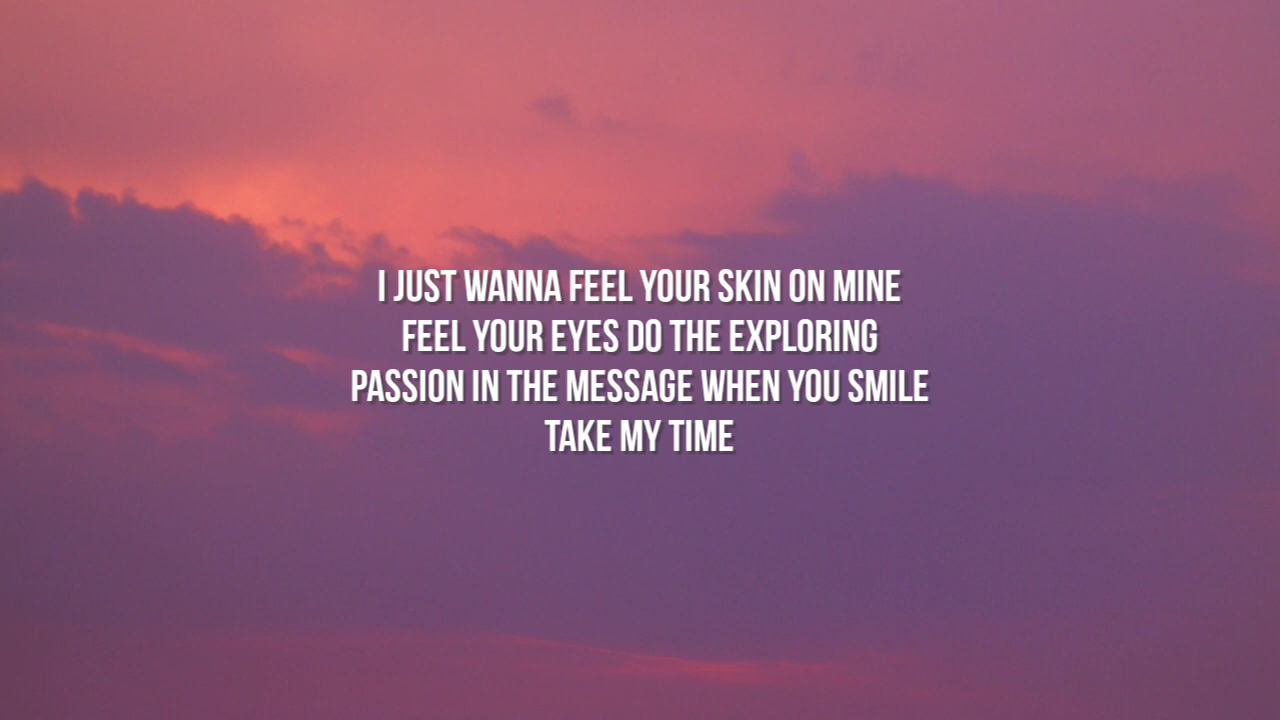 I JUST WANNA FEEL YOUR SKIN ON MINE
FEEL YOUR EYES DO THE EXPLORING
PASSION IN THE MESSAGE WHEN YOU SMILE
TAKE MY TIME